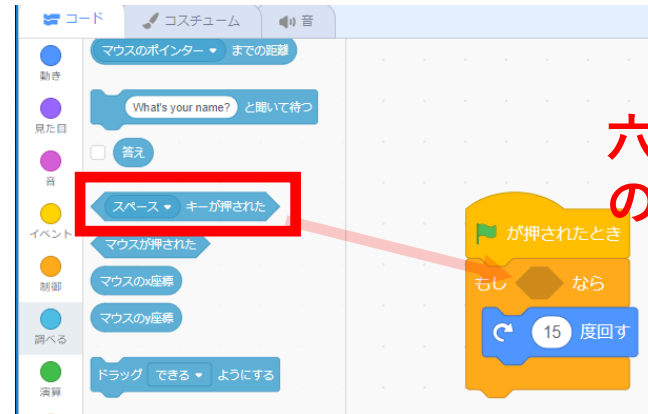 コード コスチューム 音
動き
見た目
音
イベント
制御
調べる
演算
マウスのポインター までの距離
What's your name? と聞いて待つ
答え
スペース キーが押された
マウスが押された
マウスのx座標
マウスのy座標
ドラッグ できる ようにする
六
の
が押されたとき
もし なら
15 度回す